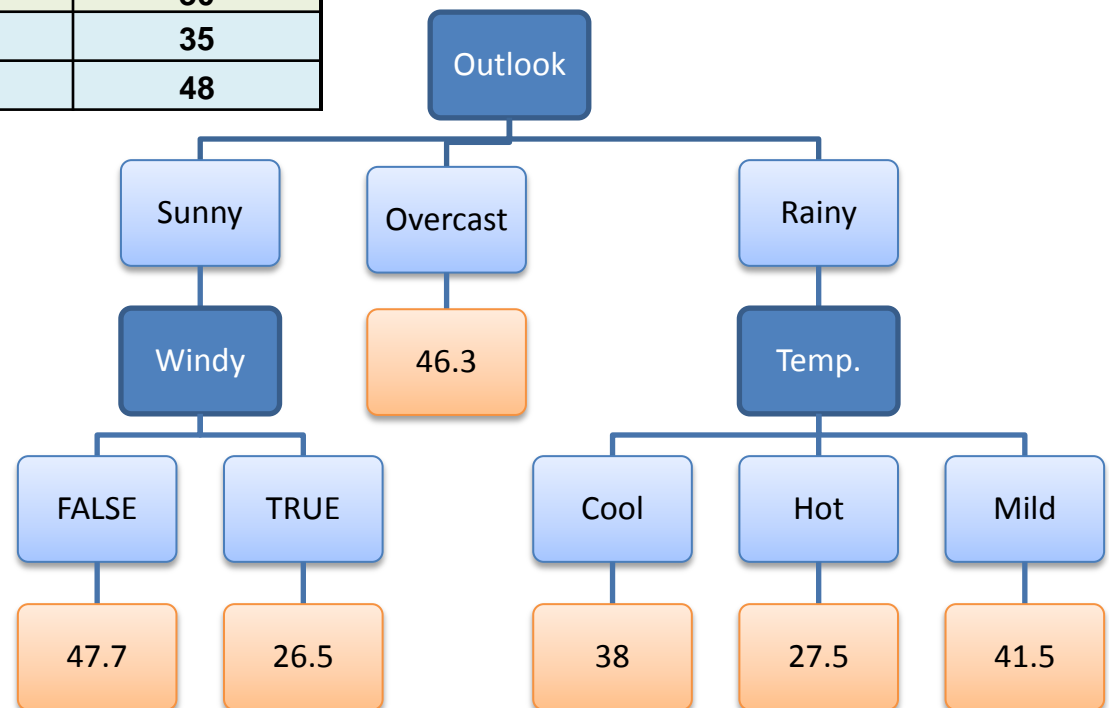 35
48
Outlook
Sunny
Overcast
Rainy
Windy
46.3
Temp.
FALSE
TRUE
Cool
Hot
Mild
47.7
26.5
38
27.5
41.5